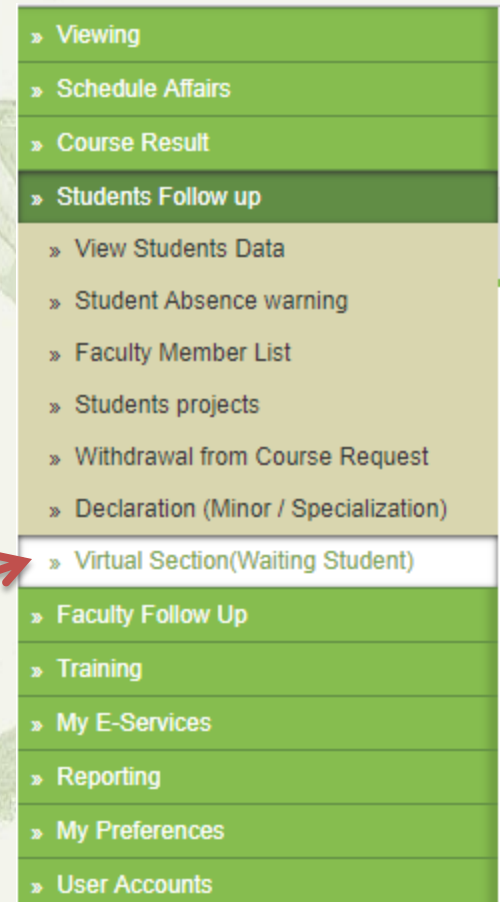 » Viewing
» Schedule Affairs
» Course Result
» Students Follow up
» View Students Data
» Student Absence warning
» Faculty Member List
» Students projects
» Withdrawal from Course Request
» Declaration (Minor / Specialization)
» Virtual Section(Waiting Student)
» Faculty Follow Up
» Training
» My E-Services
» Reporting
» My Preferences
» User Accounts